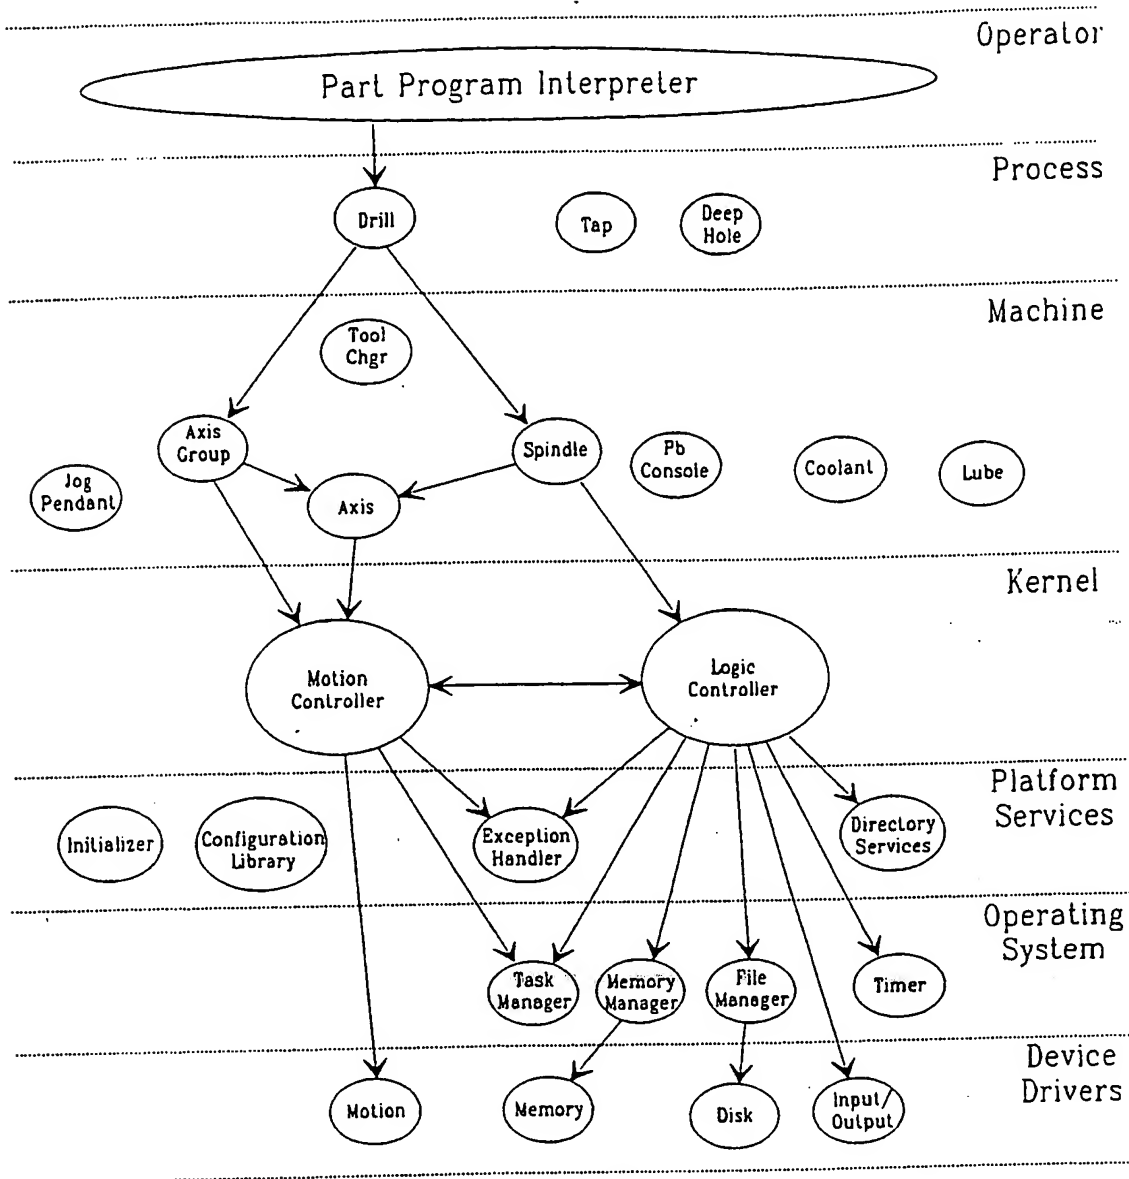 Operator
Part Program Interpreter
Process
Drill
Tap
Deep
Hole
Machine
Tool
Chgr
Axis
Group
Spindle
Pb
Console
Coolant
Lube
Jog
Pendant
Axis
Kernel
Motion
Controller
Logic
Controller
Platform
Services
Initializer
Configuration
Library
Exception
Handler
Directory
Services
Operating
System
Task
Manager
Memory
Manager
File
Manager
Timer
Device
Drivers
Motion
Memory
Disk
Input/
Output